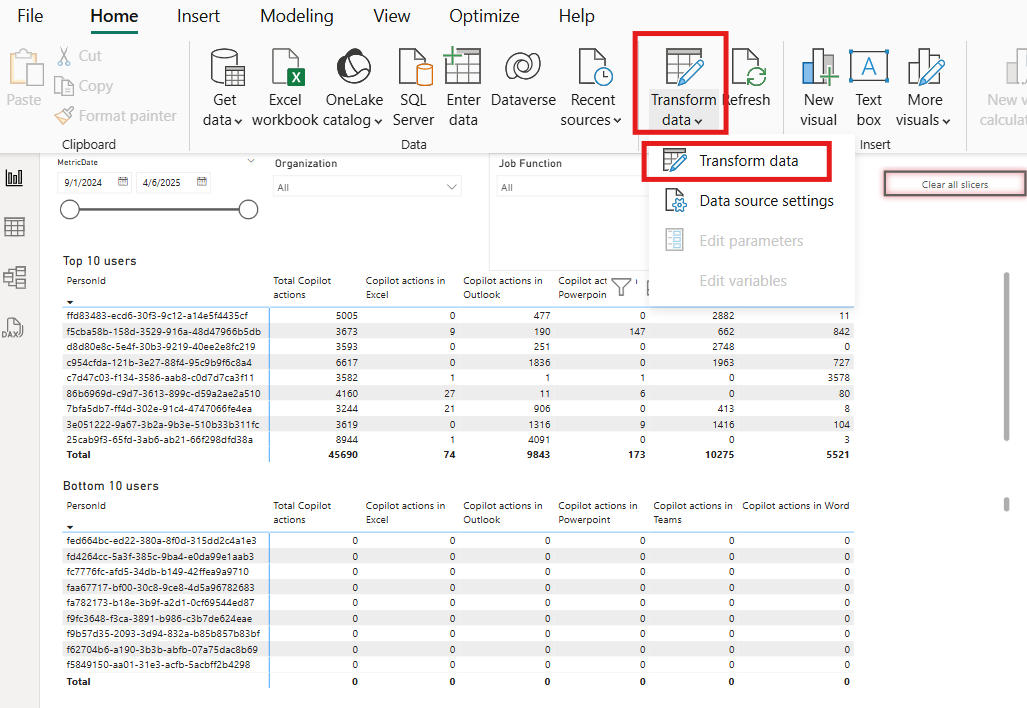 File Home Insert Modeling View Optimize Help
Paste
Cut
Copy
Format painter
Clipboard
Get data
Excel workbook
OneLake catalog
SQL Server
Enter data
Dataverse
Recent sources
Data
Transform data
Refresh
New visual
Text box
More visuals
Insert
New
Transform data
Data source settings
Edit parameters
Edit variables
MetricDate
9/1/2024 4/6/2025
Organization
All
Job Function
All
Clear all slicers
Top 10 users
PersonId Total Copilot actions Copilot actions in Excel Copilot actions in Outlook Copilot
ffd83483-ecd6-30f3-9c12-a14e5f4435cf 5005 0 477 0 2882 11
f5cba58b-158d-3529-916a-48d47966b5db 3673 9 190 147 662 842
d8d80e8c-5e4f-30b3-9219-40ee2e8fc219 3593 0 251 0 2748 0
c954cfda-121b-3e27-88f4-95c9b9f6c8a4 6617 0 1836 0 1963 727
c7d47c03-f134-3586-aab8-c0d7d7ca3f11 3582 1 1 1 0 3578
86b6969d-c9d7-3613-899c-d59a2ae2a510 4160 27 11 6 0 80
7bfa5db7-ff4d-302e-91c4-4747066fe4ea 3244 21 906 0 413 8
3e051222-9a67-3b2a-9b3e-510b33b311fc 3619 0 1316 9 1416 104
25cab9f3-65fd-3ab6-ab21-66f298dfd38a 8944 1 4091 0 0 3
Total 45690 74 9843 173 10275 5521
Bottom 10 users
PersonId Total Copilot actions Copilot actions in Excel Copilot actions in Outlook Copilot actions in Powerpoint Copilot actions in Teams Copilot actions in Word
fed664bc-ed22-380a-8f0d-315dd2c4a1e3 0 0 0 0 0 0
fd4264cc-5a3f-385c-9ba4-e0da99e1aab3 0 0 0 0 0 0
fc7776fc-afd5-34db-b149-42ffea9a9710 0 0 0 0 0 0
faa67717-bf00-30c8-9ce8-4d5a96782683 0 0 0 0 0 0
fa782173-b18e-3b9f-a2d1-0cf69544ed87 0 0 0 0 0 0
f9fc3648-f3ca-3891-b986-c3b7de624eae 0 0 0 0 0 0
f9b57d35-2093-3d94-832a-b85b857b83bf 0 0 0 0 0 0
f62704b6-a190-3b3b-abfb-07a75dac8b69 0 0 0 0 0 0
f5849150-aa01-31e3-acfb-5acbff2b4298 0 0 0 0 0 0
Total 0 0 0 0 0 0